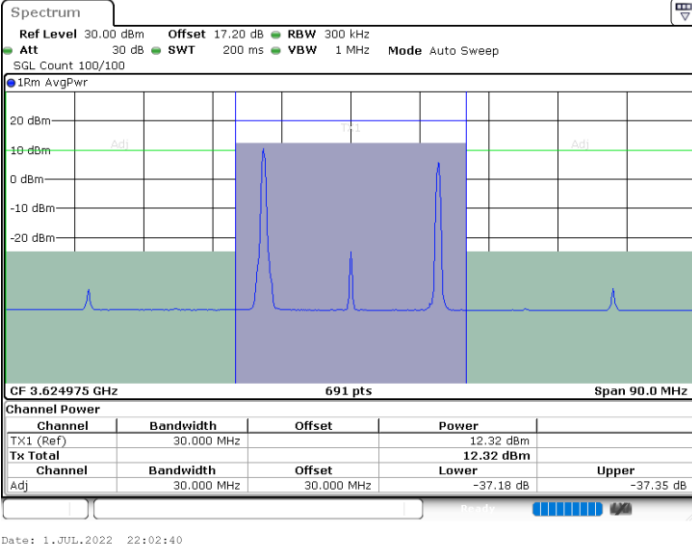 Spectrum
Ref Level 30.00 dBm Offset 17.20 dB RBW 300 kHz
Att 30 dB SWT 200 ms VBW 1 MHz Mode Auto Sweep
SGL Count 100/100
1Rm AvgPwr
20 dBm
TX1
Adj Adj
10 dBm
0 dBm
-10 dBm
-20 dBm
CF 3.624975 GHz 691 pts Span 90.0 MHz
Channel Power
Channel Bandwidth Offset Power
TX1 (Ref) 30.000 MHz 12.32 dBm
Tx Total 12.32 dBm
Channel Bandwidth Offset Lower Upper
Adj 30.000 MHz 30.000 MHz -37.18 dB -37.35 dB
Ready
Date: 1.JUL.2022 22:02:40